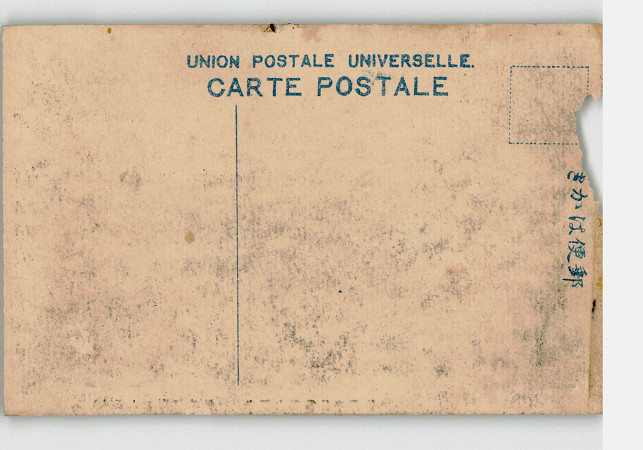 UNION POSTALE UNIVERSELLE.
CARTE POSTALE
きかは便郵